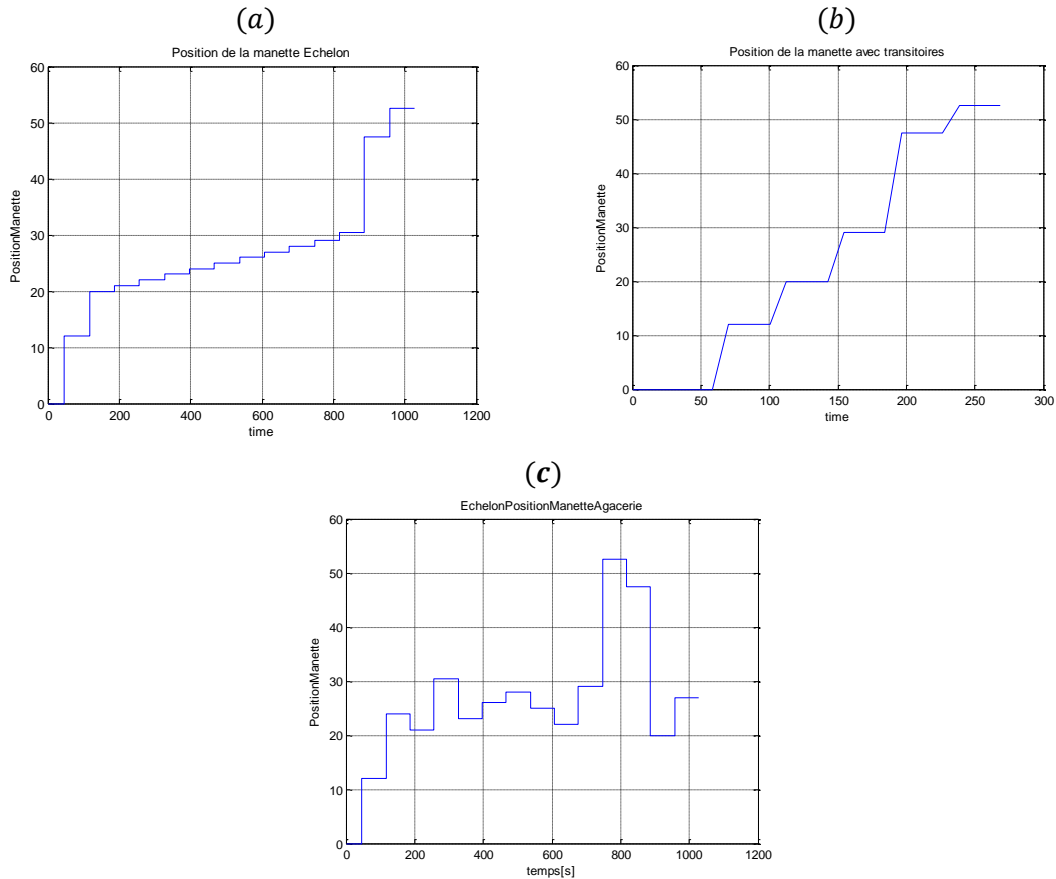 (a)
Position de la manette Echelon
60
50
40
30
20
10
0
PositionManette
0 200 400 600 800 1000 1200
time
(b)
Position de la manette avec transitoires
60
50
40
30
20
10
0
PositionManette
0 50 100 150 200 250 300
time
(c)
EchelonPositionManetteAgacerie
60
50
40
30
20
10
0
PositionManette
0 200 400 600 800 1000 1200
temps[s]